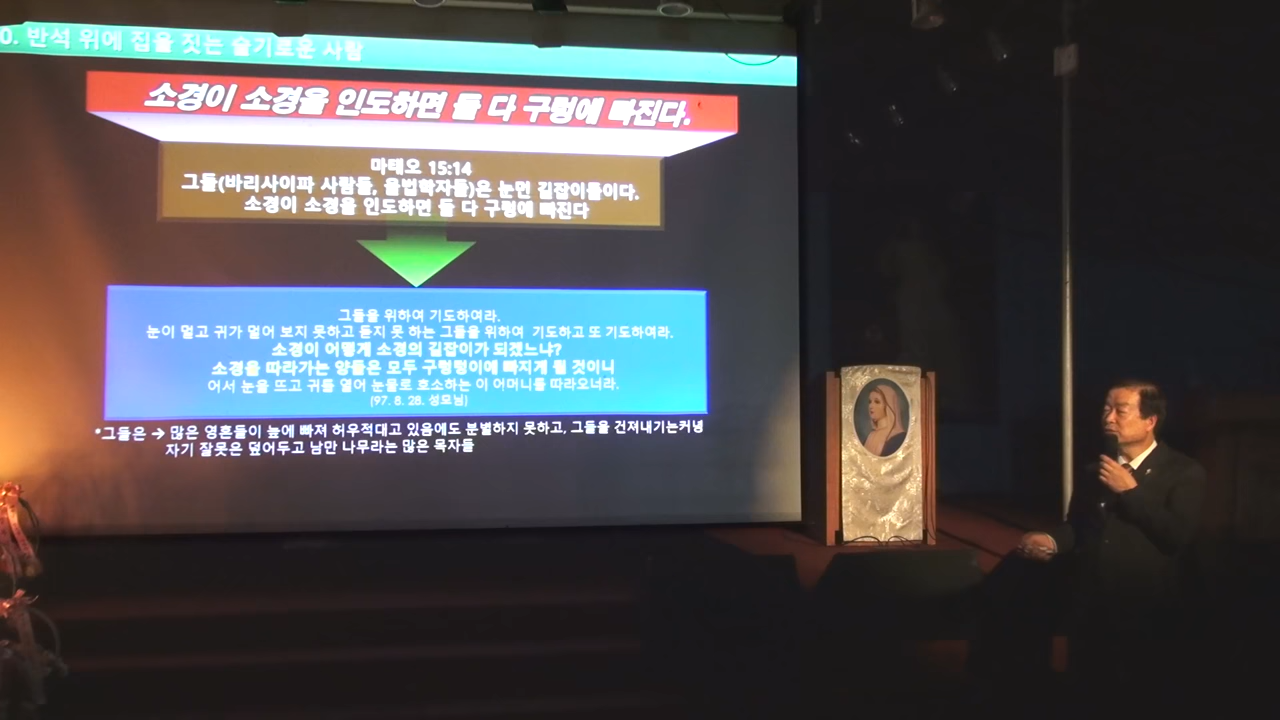 0. 반석 위에 집을 짓는 슬기로운 사람
소경이 소경을 인도하면 둘 다 구렁에 빠진다.
마태오 15:14
그들(바리사이파 사람들, 율법학자들)은 눈먼 길잡이들이다.
소경이 소경을 인도하면 둘 다 구렁에 빠진다
그들을 위하여 기도하여라.
눈이 멀고 귀가 멀어 보지 못하고 듣지 못 하는 그들을 위하여 기도하고 또 기도하여라.
소경이 어떻게 소경의 길잡이가 되겠느냐?
소경을 따라가는 양들은 모두 구렁텅이에 빠지게 될 것이니
어서 눈을 뜨고 귀를 열어 눈물로 호소하는 이 어머니를 따라오너라.
(97. 8. 28. 성모님)
*그들은 → 많은 영혼들이 늪에 빠져 허우적대고 있음에도 분별하지 못하고, 그들을 건져내기는커녕
자기 잘못은 덮어두고 남만 나무라는 많은 목자들